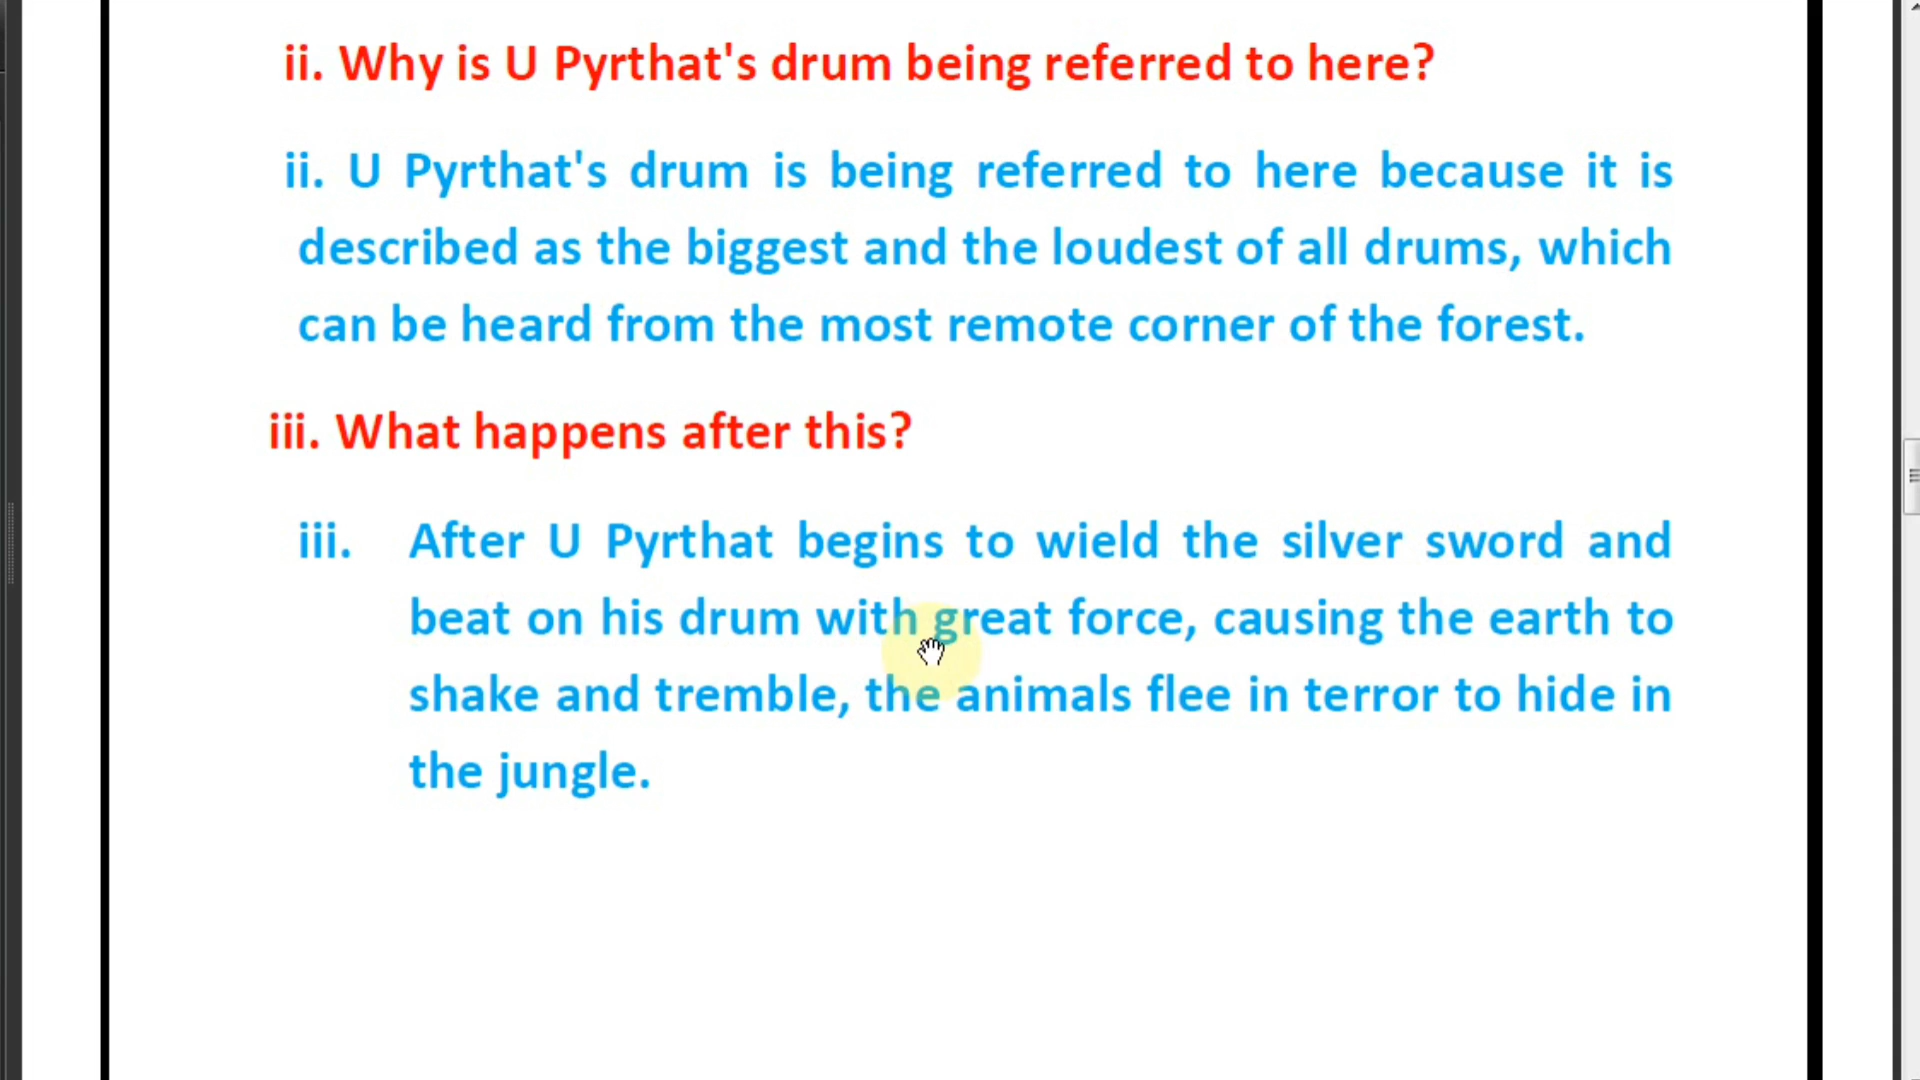 ii. Why is U Pyrthat's drum being referred to here?
ii. U Pyrthat's drum is being referred to here because it is
described as the biggest and the loudest of all drums, which
can be heard from the most remote corner of the forest.
iii. What happens after this?
iii. After U Pyrthat begins to wield the silver sword and
beat on his drum with great force, causing the earth to
shake and tremble, the animals flee in terror to hide in
the jungle.